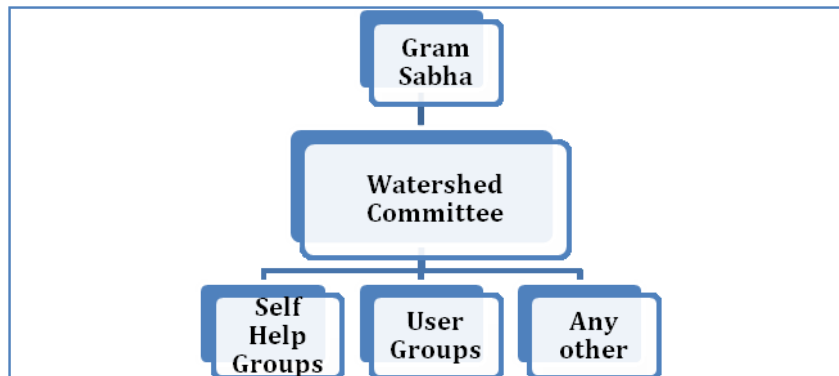 Gram
Sabha
Watershed
Committee
Self
Help
Groups
User
Groups
Any
other